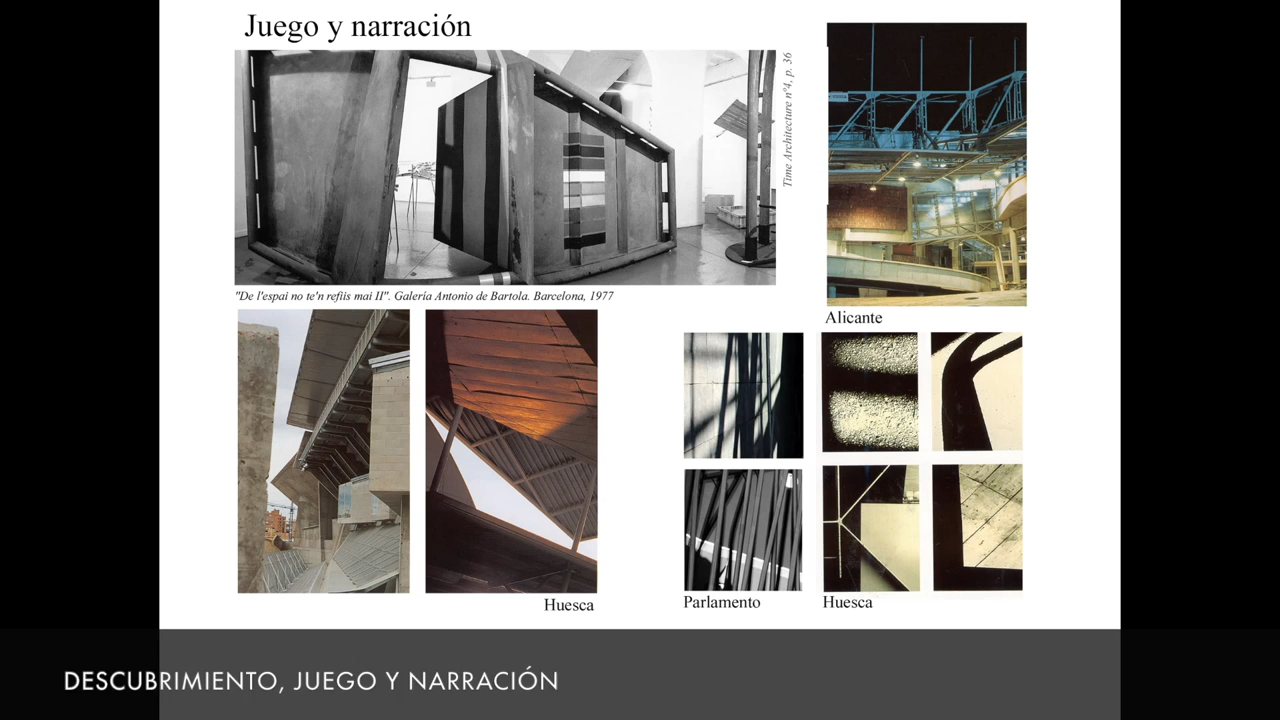 Juego y narración
Time Architecture nº4, p. 36
"De l'espai no te'n refiis mai II". Galería Antonio de Bartola. Barcelona, 1977
Alicante
Huesca
Parlamento
Huesca
DESCUBRIMIENTO, JUEGO Y NARRACIÓN